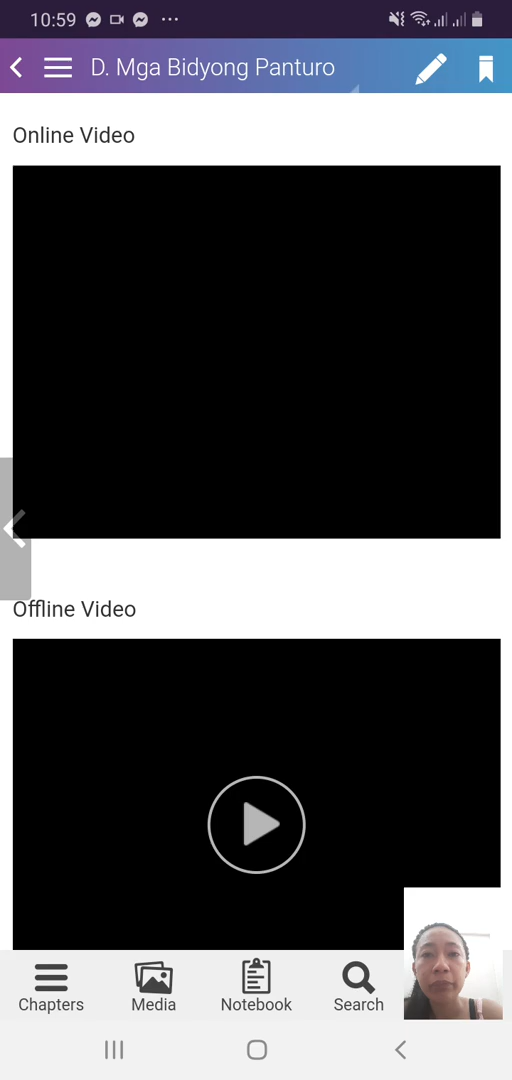 10:59
D. Mga Bidyong Panturo
Online Video
Offline Video
Chapters
Media
Notebook
Search